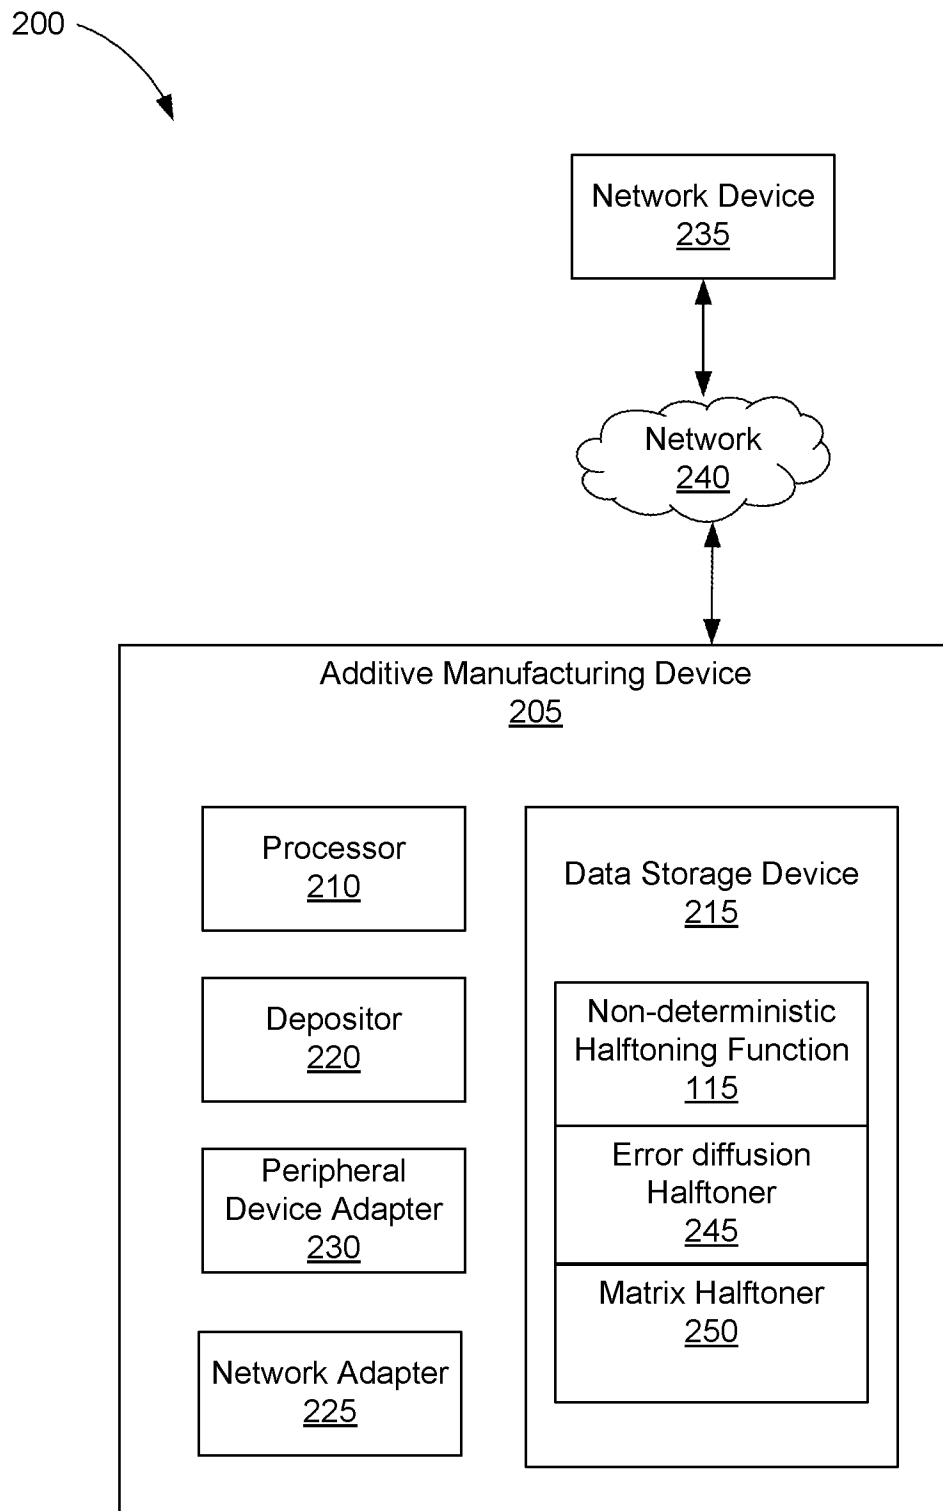 200
Network Device
235
Network
240
Additive Manufacturing Device
205
Processor
210
Depositor
220
Peripheral
Device Adapter
230
Network Adapter
225
Data Storage Device
215
Non-deterministic
Halftoning Function
115
Error diffusion
Halftoner
245
Matrix Halftoner
250